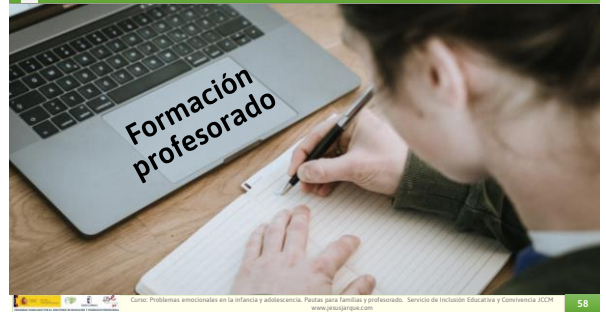 Formación
profesorado
Curso: Problemas emocionales en la infancia y adolescencia. Pautas para familias y profesorado. Servicio de Inclusión Educativa y Convivencia JCCM
www.jesusjarque.com
58